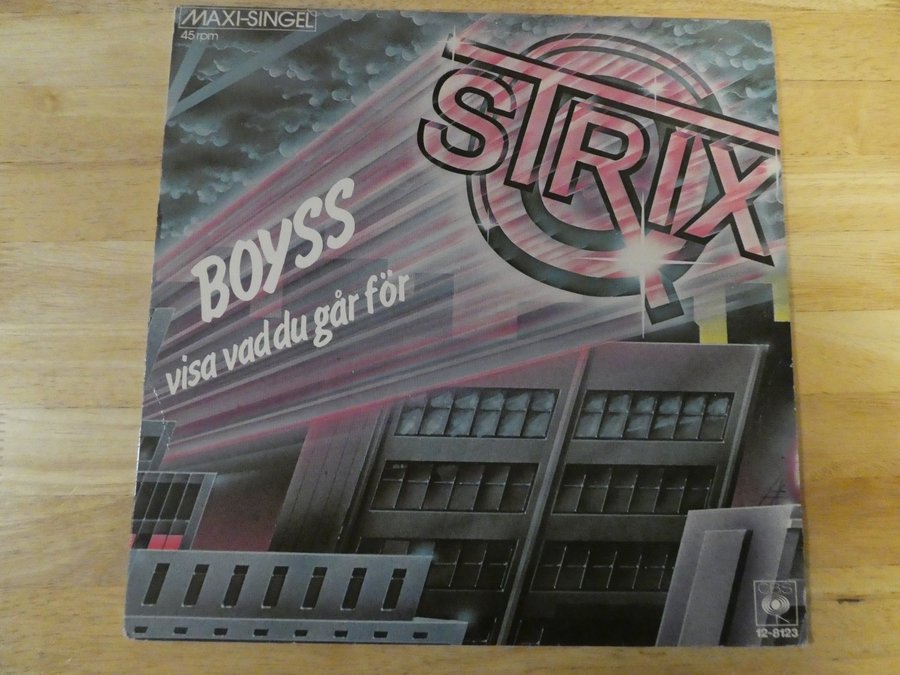 MAXI-SINGEL
45 rpm
STRIX
BOYSS
visa vad du går för
CBS
12-8123